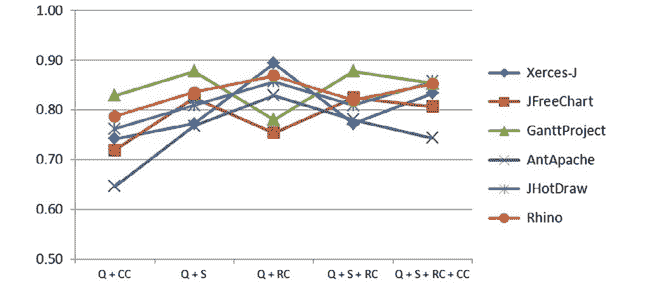 1.00
0.90
0.80
0.70
0.60
0.50
Q + CC
Q + S
Q + RC
Q + S + RC
Q + S + RC + CC
Xerces-J
JFreeChart
GanttProject
AntApache
JHotDraw
Rhino